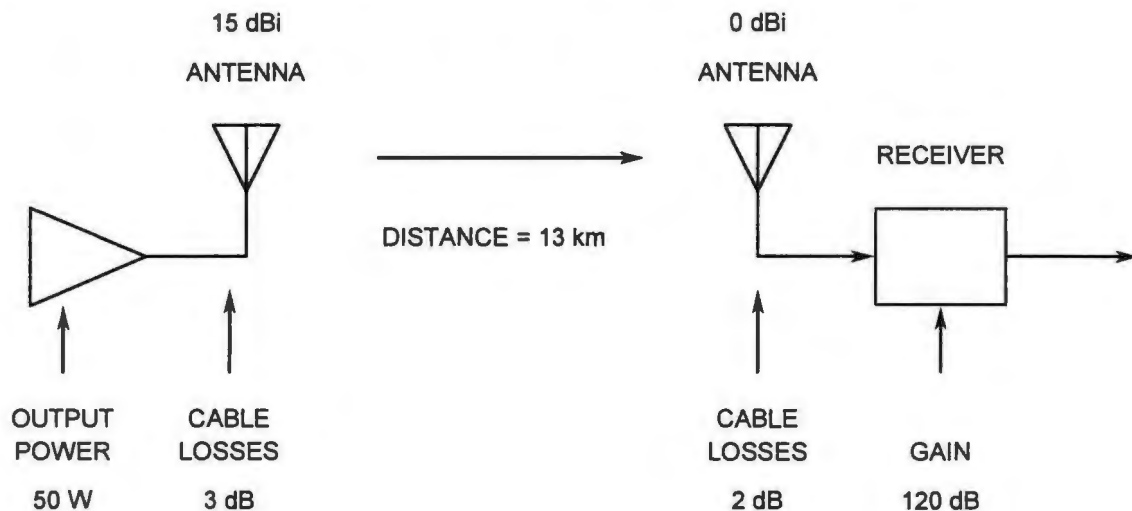 15 dBi
ANTENNA
0 dBi
ANTENNA
RECEIVER
DISTANCE = 13 km
OUTPUT
POWER
50 W
CABLE
LOSSES
3 dB
CABLE
LOSSES
2 dB
GAIN
120 dB